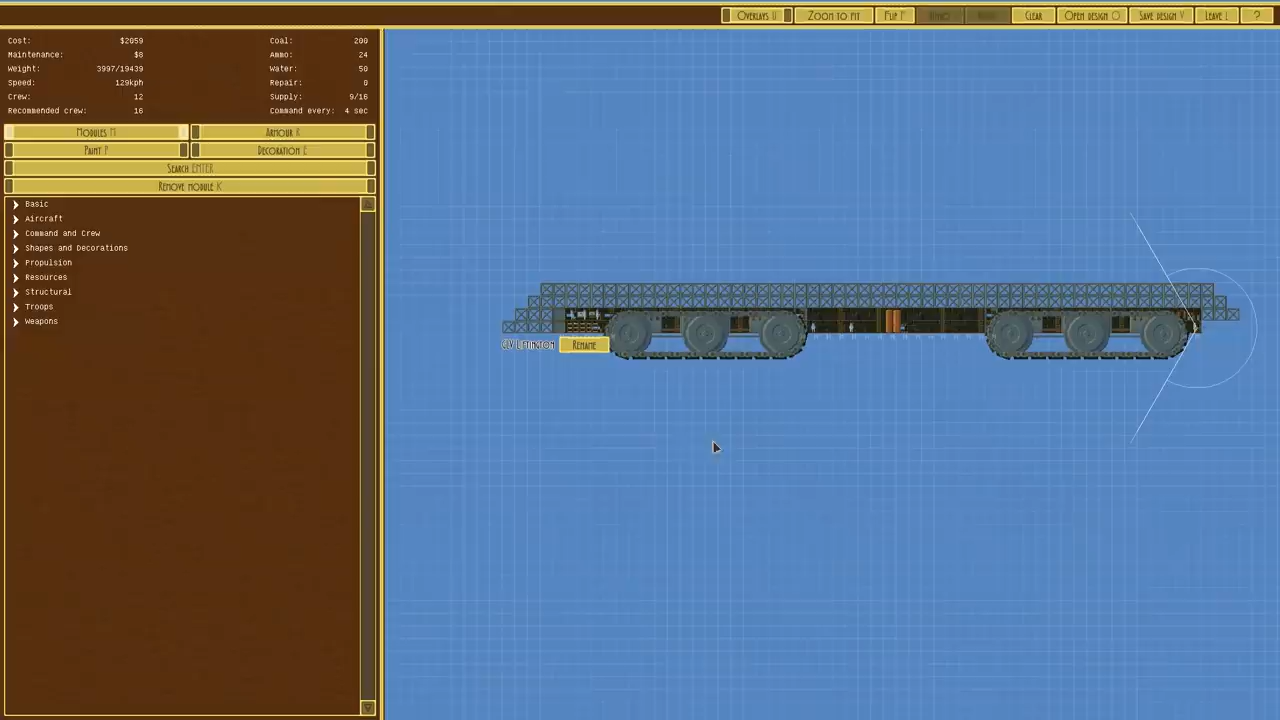 Overlays U Zoom to fit Flip F Undo Clear Open design O Save design V Leave L ?
Cost: $2059 Coal: 200
Maintenance: $8 Ammo: 24
Weight: 3997/19439 Water: 50
Speed: 129kph Repair: 0
Crew: 12 Supply: 9/16
Recommended crew: 16 Command every: 4 sec
Modules M Armour R
Paint P Decoration E
Search ENTER
Remove module K
Basic
Aircraft
Command and Crew
Shapes and Decorations
Propulsion
Resources
Structural
Troops
Weapons
Rename